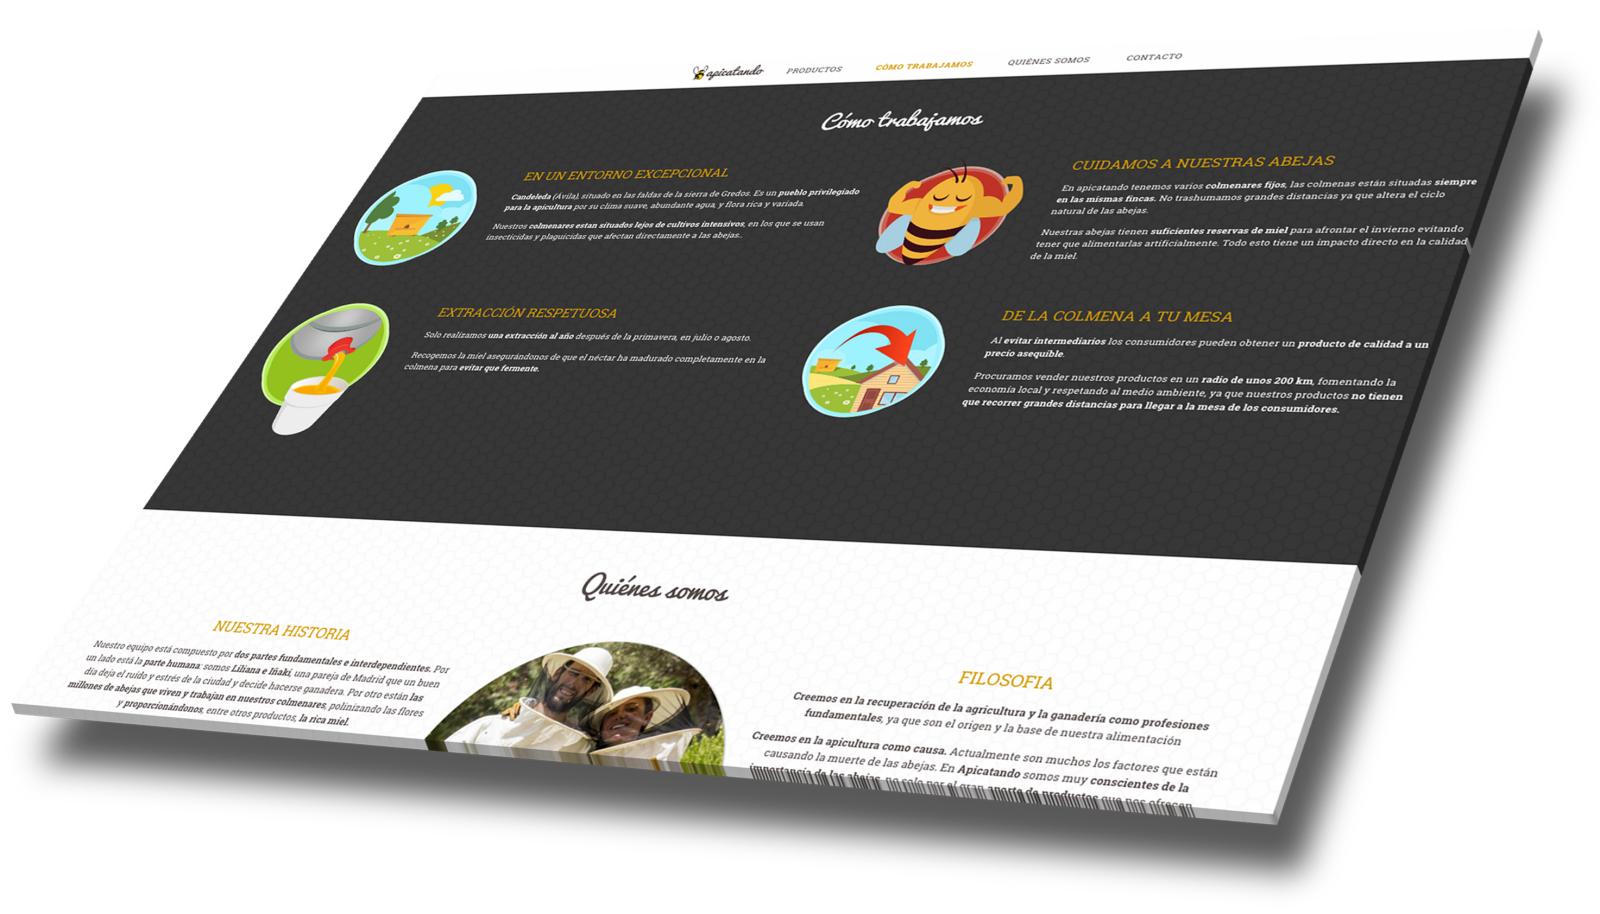 apicatando PRODUCTOS CÓMO TRABAJAMOS QUIÉNES SOMOS CONTACTO
Cómo trabajamos
EN UN ENTORNO EXCEPCIONAL
Candeleda (Ávila), situado en las faldas de la sierra de Gredos. Es un pueblo privilegiado
para la apicultura por su clima suave, abundante agua, y flora rica y variada.
Nuestros colmenares estan situados lejos de cultivos intensivos, en los que se usan
insecticidas y plaguicidas que afectan directamente a las abejas..
CUIDAMOS A NUESTRAS ABEJAS
En apicatando tenemos varios colmenares fijos, las colmenas están situadas siempre
en las mismas fincas. No trashumamos grandes distancias ya que altera el ciclo
natural de las abejas.
Nuestras abejas tienen suficientes reservas de miel para afrontar el invierno evitando
tener que alimentarlas artificialmente. Todo esto tiene un impacto directo en la calidad
de la miel.
EXTRACCIÓN RESPETUOSA
Solo realizamos una extracción al año después de la primavera, en julio o agosto.
Recogemos la miel asegurándonos de que el néctar ha madurado completamente en la
colmena para evitar que fermente.
DE LA COLMENA A TU MESA
Al evitar intermediarios los consumidores pueden obtener un producto de calidad a un
precio asequible.
Procuramos vender nuestros productos en un radio de unos 200 km, fomentando la
economía local y respetando al medio ambiente, ya que nuestros productos no tienen
que recorrer grandes distancias para llegar a la mesa de los consumidores.
Quiénes somos
NUESTRA HISTORIA
Nuestro equipo está compuesto por dos partes fundamentales e interdependientes. Por
un lado está la parte humana: somos Liliana e Iñaki, una pareja de Madrid que un buen
día deja el ruido y estrés de la ciudad y decide hacerse ganadera. Por otro están las
millones de abejas que viven y trabajan en nuestros colmenares, polinizando las flores
y proporcionándonos, entre otros productos, la rica miel.
FILOSOFIA
Creemos en la recuperación de la agricultura y la ganadería como profesiones
fundamentales, ya que son el origen y la base de nuestra alimentación
Creemos en la apicultura como causa. Actualmente son muchos los factores que están
causando la muerte de las abejas. En Apicatando somos muy conscientes de la
importancia de las abejas, no solo por el gran aporte de productos que nos ofrecen